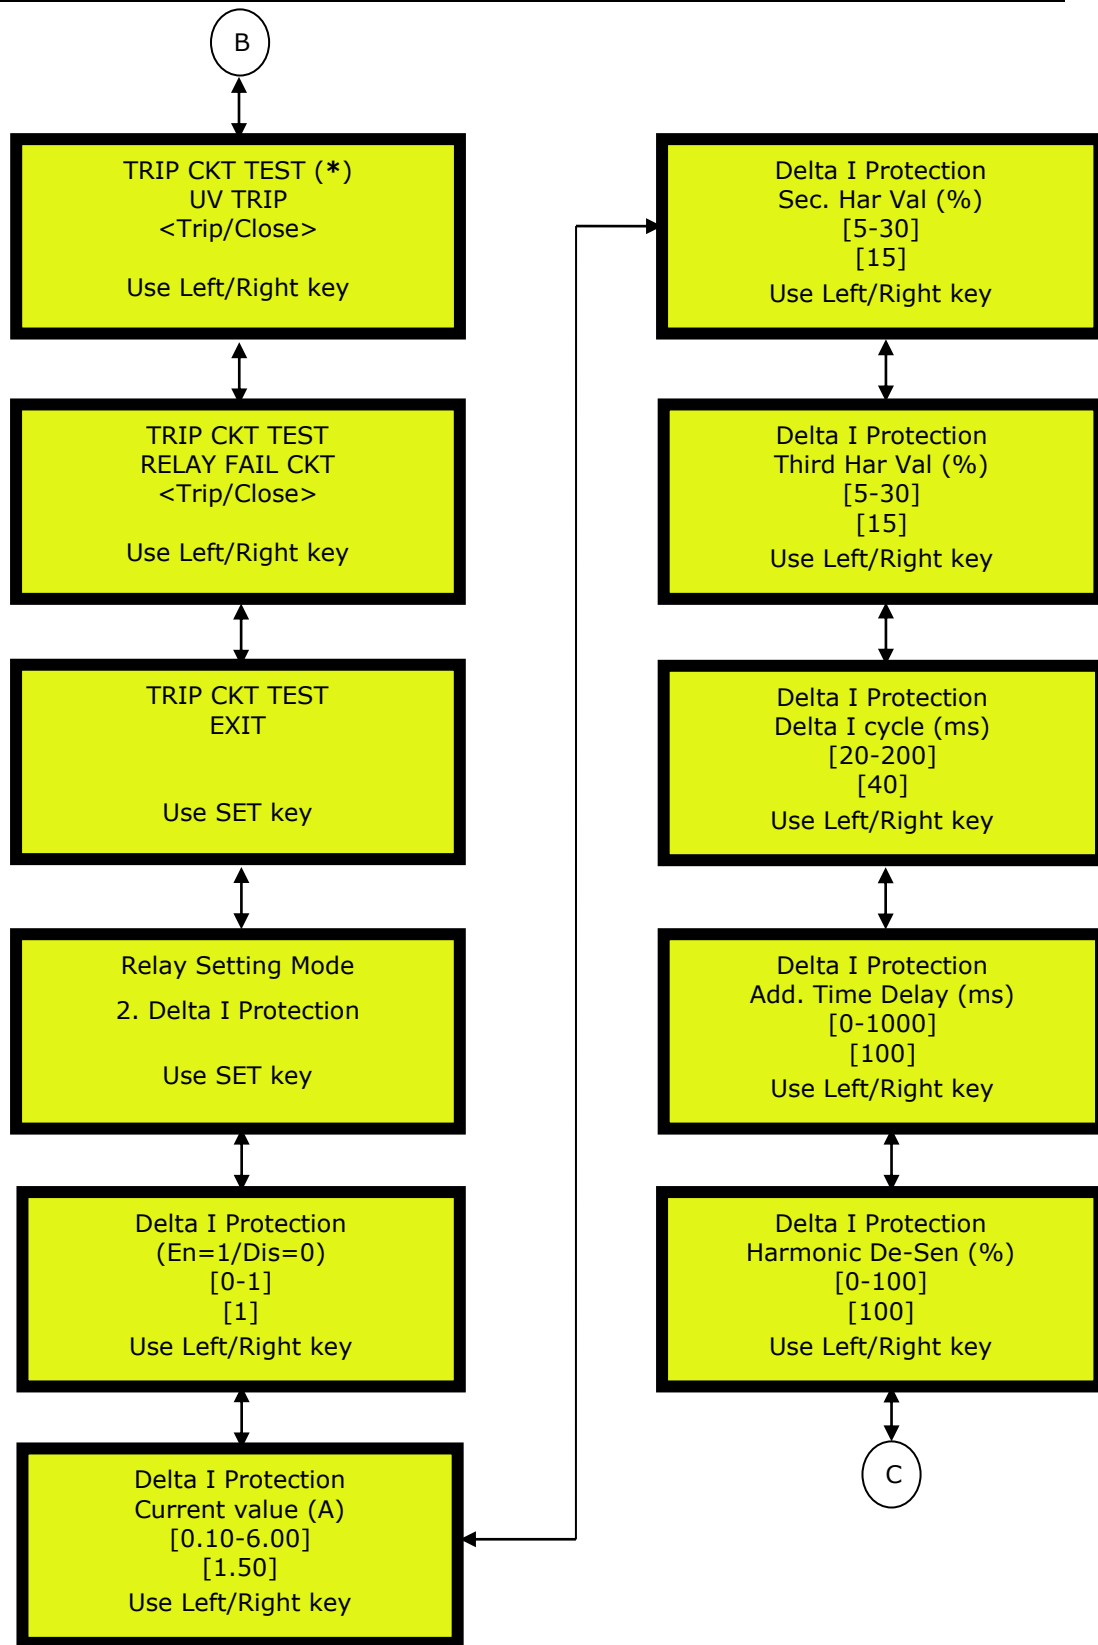 B
TRIP CKT TEST (*)
UV TRIP
<Trip/Close>
Use Left/Right key
TRIP CKT TEST
RELAY FAIL CKT
<Trip/Close>
Use Left/Right key
TRIP CKT TEST
EXIT
Use SET key
Relay Setting Mode
2. Delta I Protection
Use SET key
Delta I Protection
(En=1/Dis=0)
[0-1]
[1]
Use Left/Right key
Delta I Protection
Current value (A)
[0.10-6.00]
[1.50]
Use Left/Right key
Delta I Protection
Sec. Har Val (%)
[5-30]
[15]
Use Left/Right key
Delta I Protection
Third Har Val (%)
[5-30]
[15]
Use Left/Right key
Delta I Protection
Delta I cycle (ms)
[20-200]
[40]
Use Left/Right key
Delta I Protection
Add. Time Delay (ms)
[0-1000]
[100]
Use Left/Right key
Delta I Protection
Harmonic De-Sen (%)
[0-100]
[100]
Use Left/Right key
C